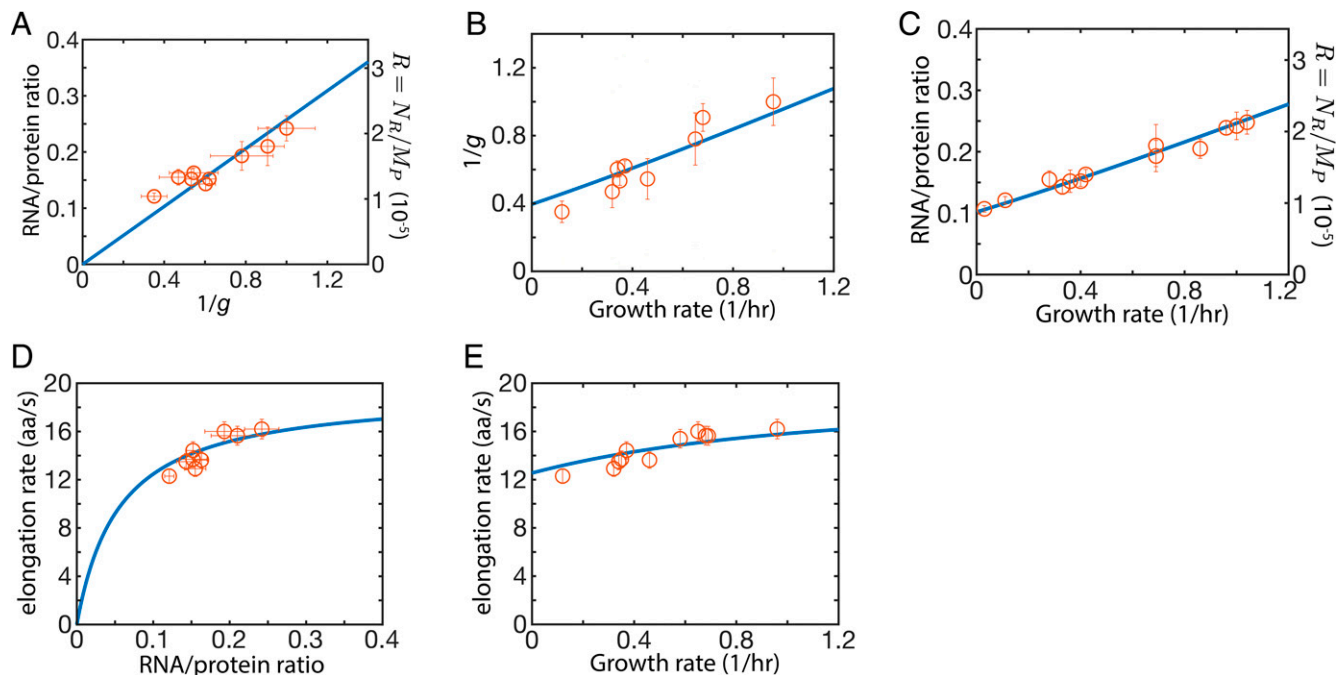 A
0.4
0.3
0.2
0.1
0
RNA/protein ratio
0 0.4 0.8 1.2
1/g
3
2
1
0
R = N_R/M_P (10⁻⁵)
B
1.2
0.8
0.4
0
1/g
0 0.4 0.8 1.2
Growth rate (1/hr)
C
0.4
0.3
0.2
0.1
0
RNA/protein ratio
0 0.4 0.8 1.2
Growth rate (1/hr)
3
2
1
0
R = N_R/M_P (10⁻⁵)
D
20
16
12
8
4
0
elongation rate (aa/s)
0 0.1 0.2 0.3 0.4
RNA/protein ratio
E
20
16
12
8
4
0
elongation rate (aa/s)
0 0.4 0.8 1.2
Growth rate (1/hr)